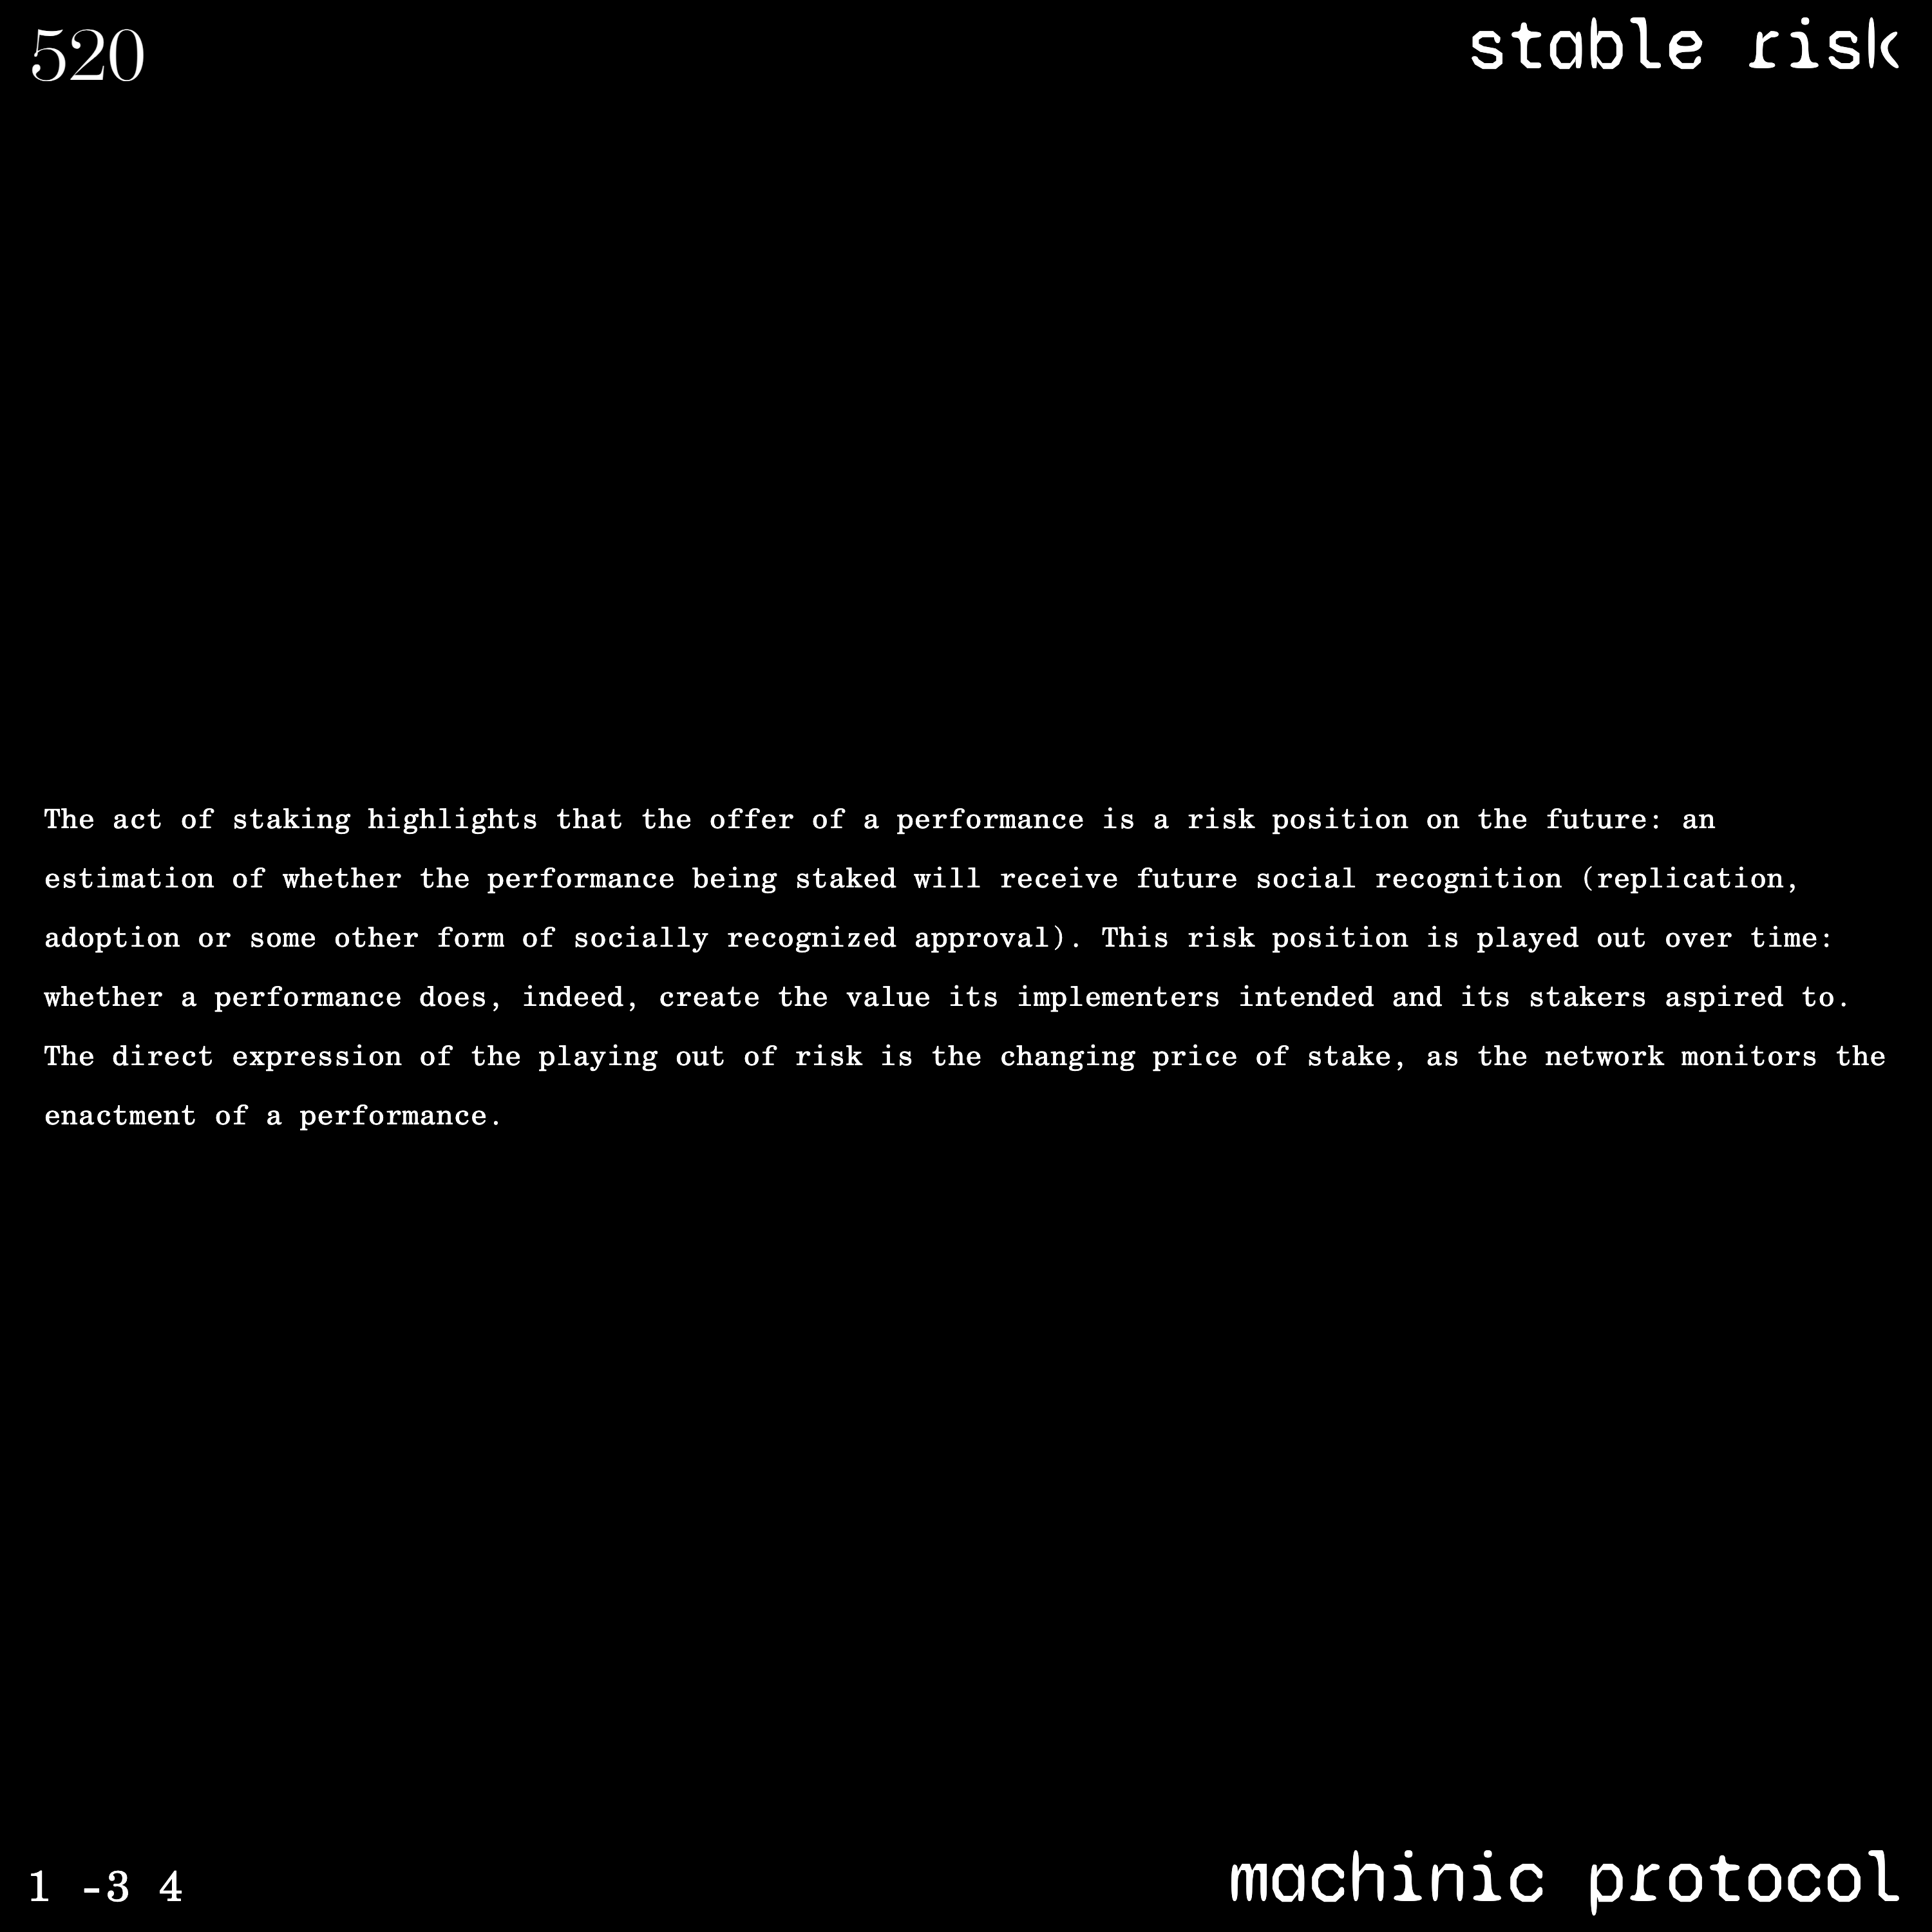 520
stable risk
The act of staking highlights that the offer of a performance is a risk position on the future: an
estimation of whether the performance being staked will receive future social recognition (replication,
adoption or some other form of socially recognized approval). This risk position is played out over time:
whether a performance does, indeed, create the value its implementers intended and its stakers aspired to.
The direct expression of the playing out of risk is the changing price of stake, as the network monitors the
enactment of a performance.
1 -3 4
machinic protocol